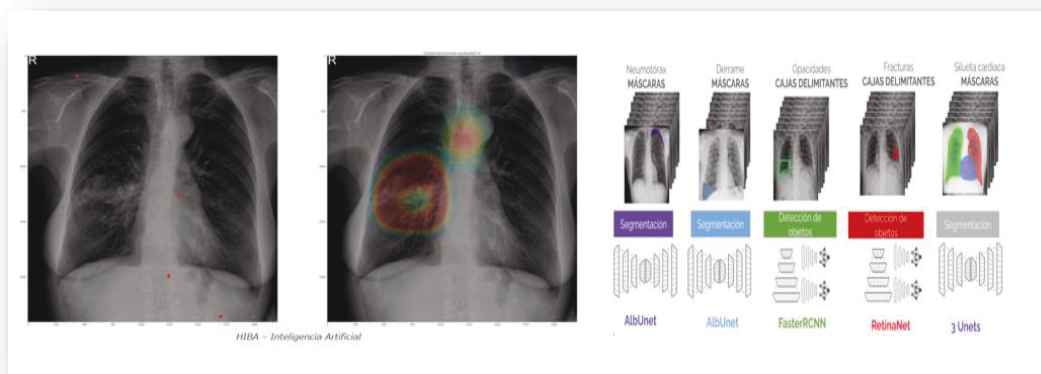 R
R
HIBA - Inteligencia Artificial
Neumotorax
MÁSCARAS
Derrame
MÁSCARAS
Opacidades
CAJAS DELIMITANTES
Fracturas
CAJAS DELIMITANTES
Silueta cardiaca
MÁSCARAS
Segmentación
Segmentación
Detección de
objetos
Detección de
objetos
Segmentación
AlbUnet
AlbUnet
FasterRCNN
RetinaNet
3 Unets